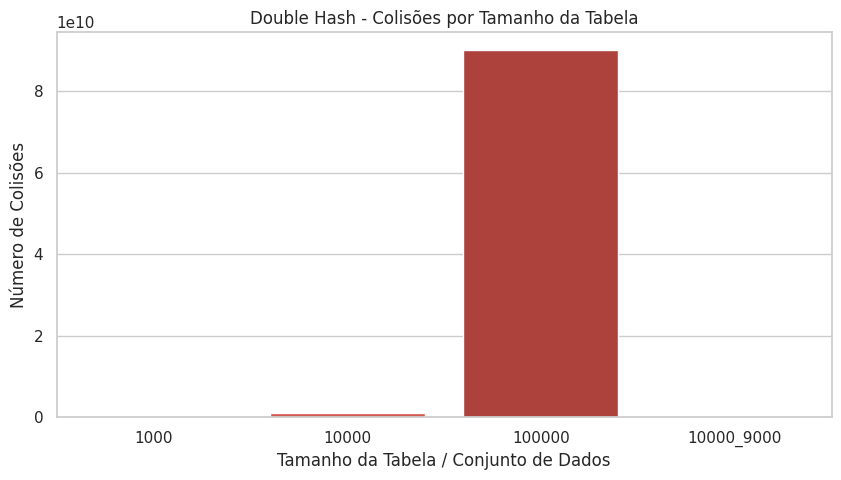 Double Hash - Colisões por Tamanho da Tabela
1e10
Número de Colisões
8
6
4
2
0
1000 10000 100000 10000_9000
Tamanho da Tabela / Conjunto de Dados